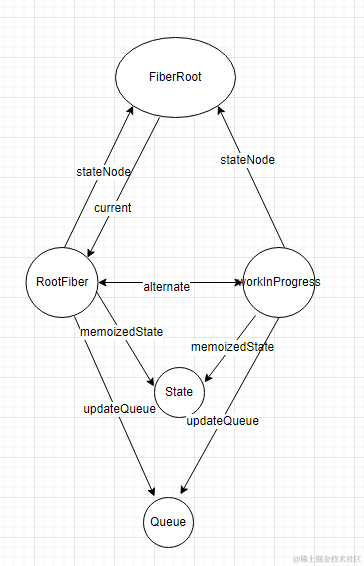 FiberRoot
stateNode
stateNode
current
RootFiber
alternate
workInProgress
memoizedState
memoizedState
State
updateQueue
updateQueue
Queue
@稀土掘金技术社区